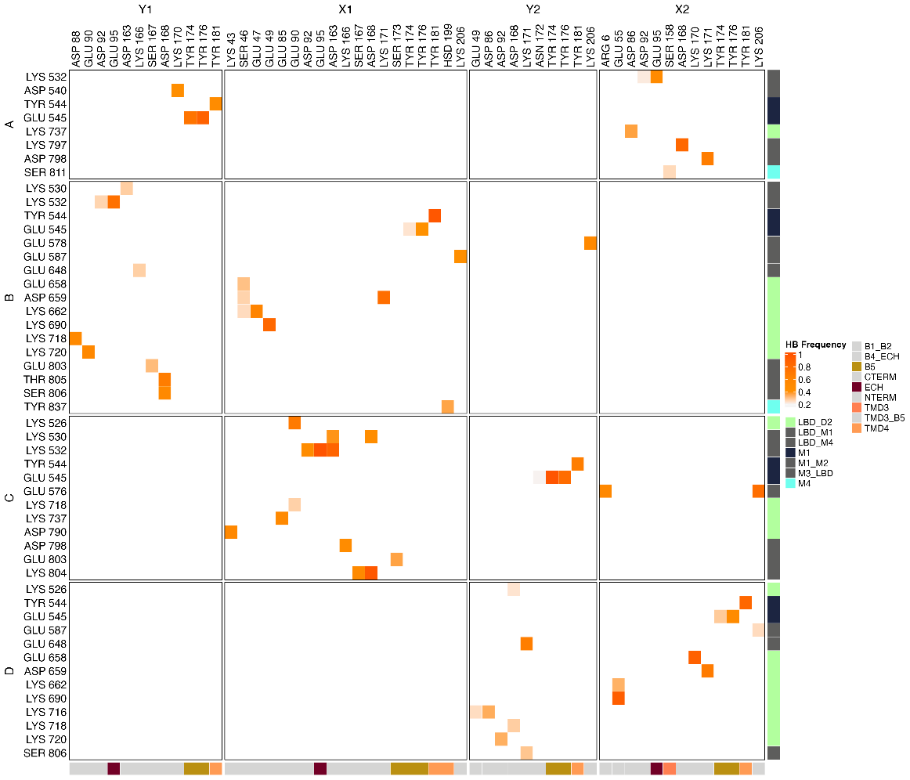 Y1 X1 Y2 X2
ASP 88
GLU 90
ASP 92
GLU 95
ASP 163
LYS 166
SER 167
ASP 168
LYS 170
TYR 174
TYR 176
TYR 181
LYS 43
SER 46
GLU 47
GLU 49
GLU 85
GLU 90
ASP 92
GLU 95
ASP 163
LYS 166
SER 167
ASP 168
LYS 171
SER 173
TYR 174
TYR 176
TYR 181
HSD 199
LYS 206
GLU 49
ASP 86
ASP 92
ASP 168
LYS 171
ASN 172
TYR 174
TYR 176
TYR 181
LYS 206
ARG 6
GLU 55
ASP 86
ASP 92
GLU 95
SER 158
ASP 168
LYS 170
LYS 171
TYR 174
TYR 176
TYR 181
LYS 206
A
LYS 532
ASP 540
TYR 544
GLU 545
LYS 737
LYS 797
ASP 798
SER 811
B
LYS 530
LYS 532
TYR 544
GLU 545
GLU 578
GLU 587
GLU 648
GLU 658
ASP 659
LYS 662
LYS 690
LYS 718
LYS 720
GLU 803
THR 805
SER 806
TYR 837
C
LYS 526
LYS 530
LYS 532
TYR 544
GLU 545
GLU 576
LYS 718
LYS 737
ASP 790
ASP 798
GLU 803
LYS 804
D
LYS 526
TYR 544
GLU 545
GLU 587
GLU 648
GLU 658
ASP 659
LYS 662
LYS 690
LYS 716
LYS 718
LYS 720
SER 806
HB Frequency
1
0.8
0.6
0.4
0.2
LBD_D2
LBD_M1
LBD_M4
M1
M1_M2
M3_LBD
M4
B1_B2
B4_ECH
B5
CTERM
ECH
NTERM
TMD3
TMD3_B5
TMD4